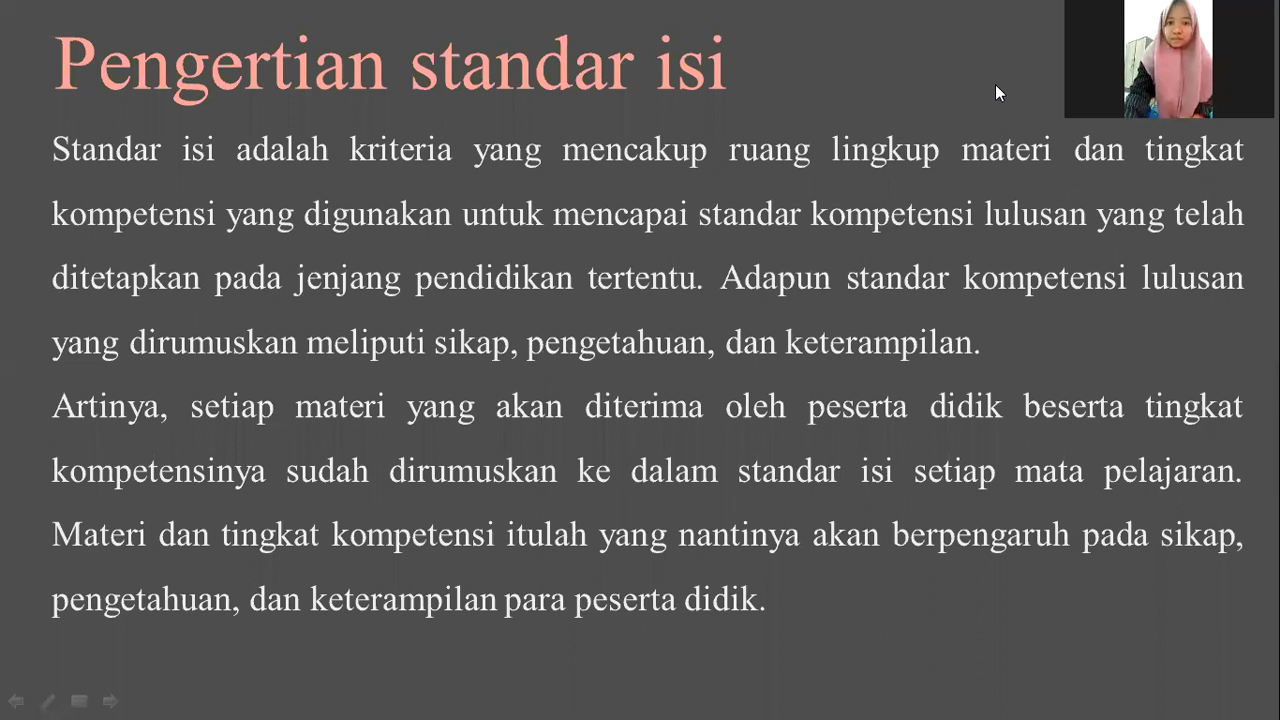 Pengertian standar isi
Standar isi adalah kriteria yang mencakup ruang lingkup materi dan tingkat
kompetensi yang digunakan untuk mencapai standar kompetensi lulusan yang telah
ditetapkan pada jenjang pendidikan tertentu. Adapun standar kompetensi lulusan
yang dirumuskan meliputi sikap, pengetahuan, dan keterampilan.
Artinya, setiap materi yang akan diterima oleh peserta didik beserta tingkat
kompetensinya sudah dirumuskan ke dalam standar isi setiap mata pelajaran.
Materi dan tingkat kompetensi itulah yang nantinya akan berpengaruh pada sikap,
pengetahuan, dan keterampilan para peserta didik.